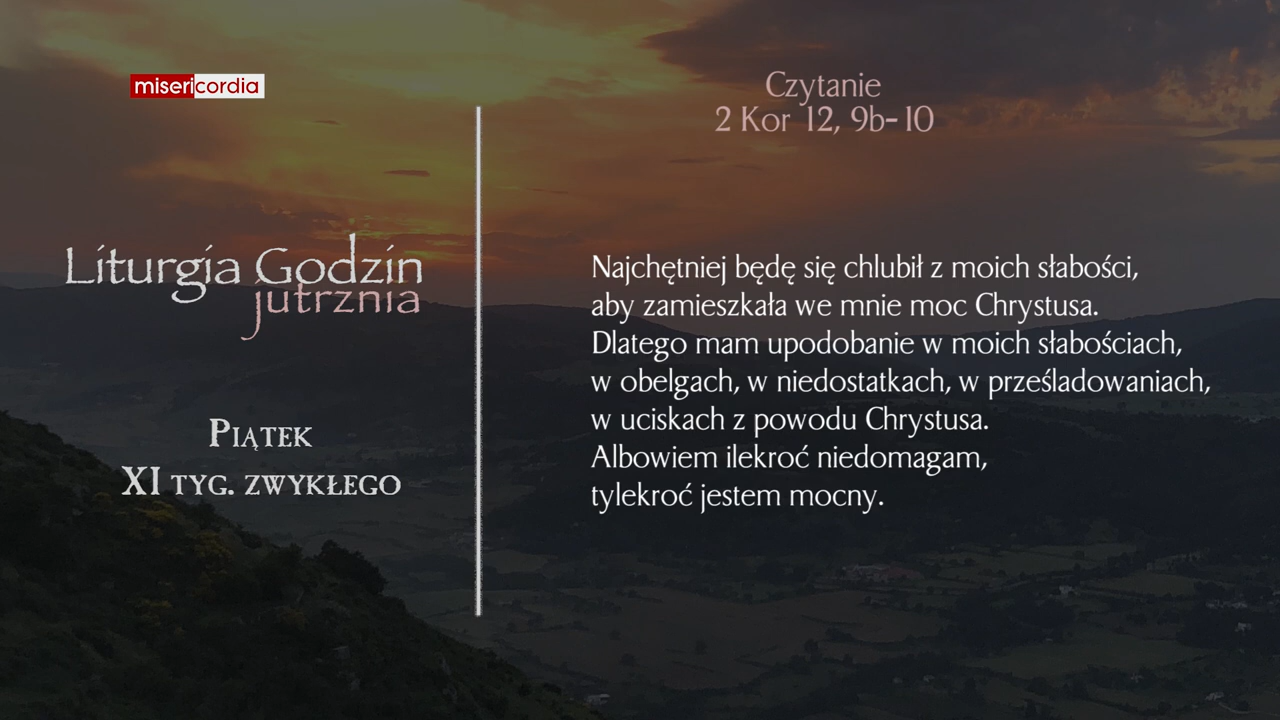 misericordia
Liturgia Godzin
jutrznia
Piątek
XI tyg. zwykłego
Czytanie
2 Kor 12, 9b-10
Najchętniej będę się chlubił z moich słabości,
aby zamieszkała we mnie moc Chrystusa.
Dlatego mam upodobanie w moich słabościach,
w obelgach, w niedostatkach, w prześladowaniach,
w uciskach z powodu Chrystusa.
Albowiem ilekroć niedomagam,
tylekroć jestem mocny.